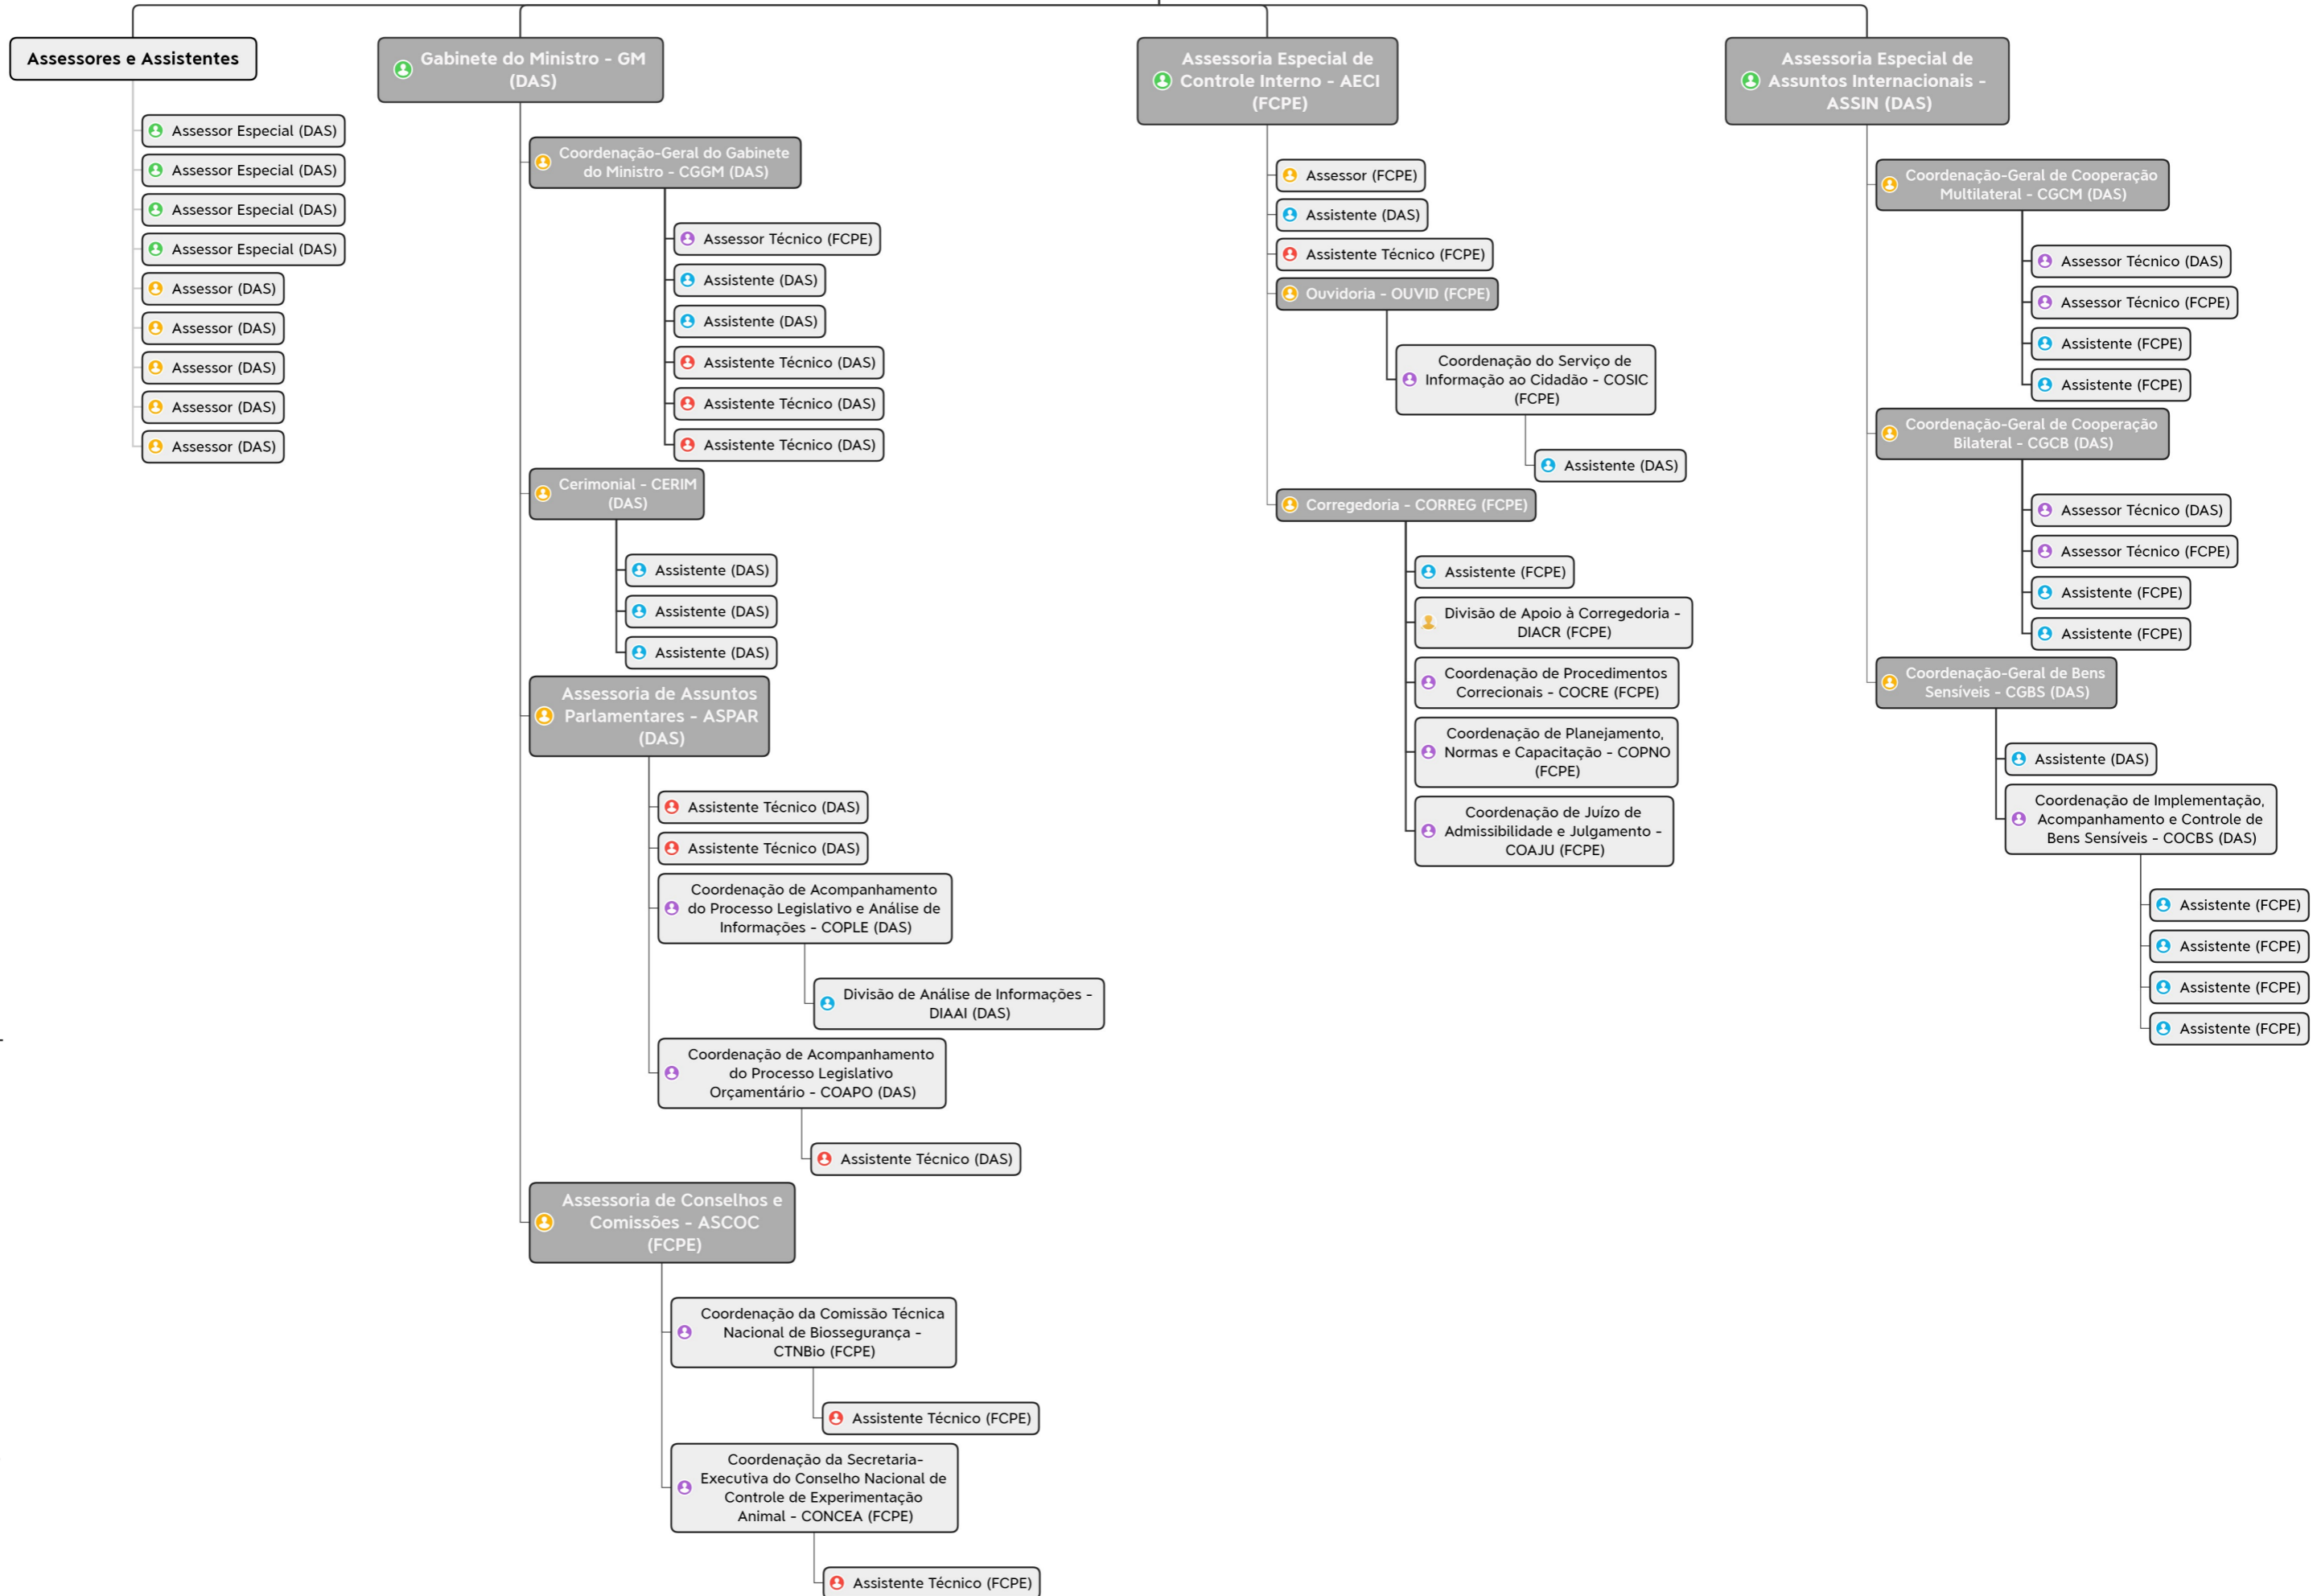 Assessores e Assistentes
Assessor Especial (DAS)
Assessor Especial (DAS)
Assessor Especial (DAS)
Assessor Especial (DAS)
Assessor (DAS)
Assessor (DAS)
Assessor (DAS)
Assessor (DAS)
Assessor (DAS)
Gabinete do Ministro - GM
(DAS)
Coordenação-Geral do Gabinete
do Ministro - CGGM (DAS)
Assessor Técnico (FCPE)
Assistente (DAS)
Assistente (DAS)
Assistente Técnico (DAS)
Assistente Técnico (DAS)
Assistente Técnico (DAS)
Cerimonial - CERIM
(DAS)
Assistente (DAS)
Assistente (DAS)
Assistente (DAS)
Assessoria de Assuntos
Parlamentares - ASPAR
(DAS)
Assistente Técnico (DAS)
Assistente Técnico (DAS)
Coordenação de Acompanhamento
do Processo Legislativo e Análise de
Informações - COPLE (DAS)
Divisão de Análise de Informações -
DIAAI (DAS)
Coordenação de Acompanhamento
do Processo Legislativo
Orçamentário - COAPO (DAS)
Assistente Técnico (DAS)
Assessoria de Conselhos e
Comissões - ASCOC
(FCPE)
Coordenação da Comissão Técnica
Nacional de Biossegurança -
CTNBio (FCPE)
Assistente Técnico (FCPE)
Coordenação da Secretaria-
Executiva do Conselho Nacional de
Controle de Experimentação
Animal - CONCEA (FCPE)
Assistente Técnico (FCPE)
Assessoria Especial de
Controle Interno - AECI
(FCPE)
Assessor (FCPE)
Assistente (DAS)
Assistente Técnico (FCPE)
Ouvidoria - OUVID (FCPE)
Coordenação do Serviço de
Informação ao Cidadão - COSIC
(FCPE)
Assistente (DAS)
Corregedoria - CORREG (FCPE)
Assistente (FCPE)
Divisão de Apoio à Corregedoria -
DIACR (FCPE)
Coordenação de Procedimentos
Correcionais - COCRE (FCPE)
Coordenação de Planejamento,
Normas e Capacitação - COPNO
(FCPE)
Coordenação de Juízo de
Admissibilidade e Julgamento -
COAJU (FCPE)
Assessoria Especial de
Assuntos Internacionais -
ASSIN (DAS)
Coordenação-Geral de Cooperação
Multilateral - CGCM (DAS)
Assessor Técnico (DAS)
Assessor Técnico (FCPE)
Assistente (FCPE)
Assistente (FCPE)
Coordenação-Geral de Cooperação
Bilateral - CGCB (DAS)
Assessor Técnico (DAS)
Assessor Técnico (FCPE)
Assistente (FCPE)
Assistente (FCPE)
Coordenação-Geral de Bens
Sensíveis - CGBS (DAS)
Assistente (DAS)
Coordenação de Implementação,
Acompanhamento e Controle de
Bens Sensíveis - COCBS (DAS)
Assistente (FCPE)
Assistente (FCPE)
Assistente (FCPE)
Assistente (FCPE)